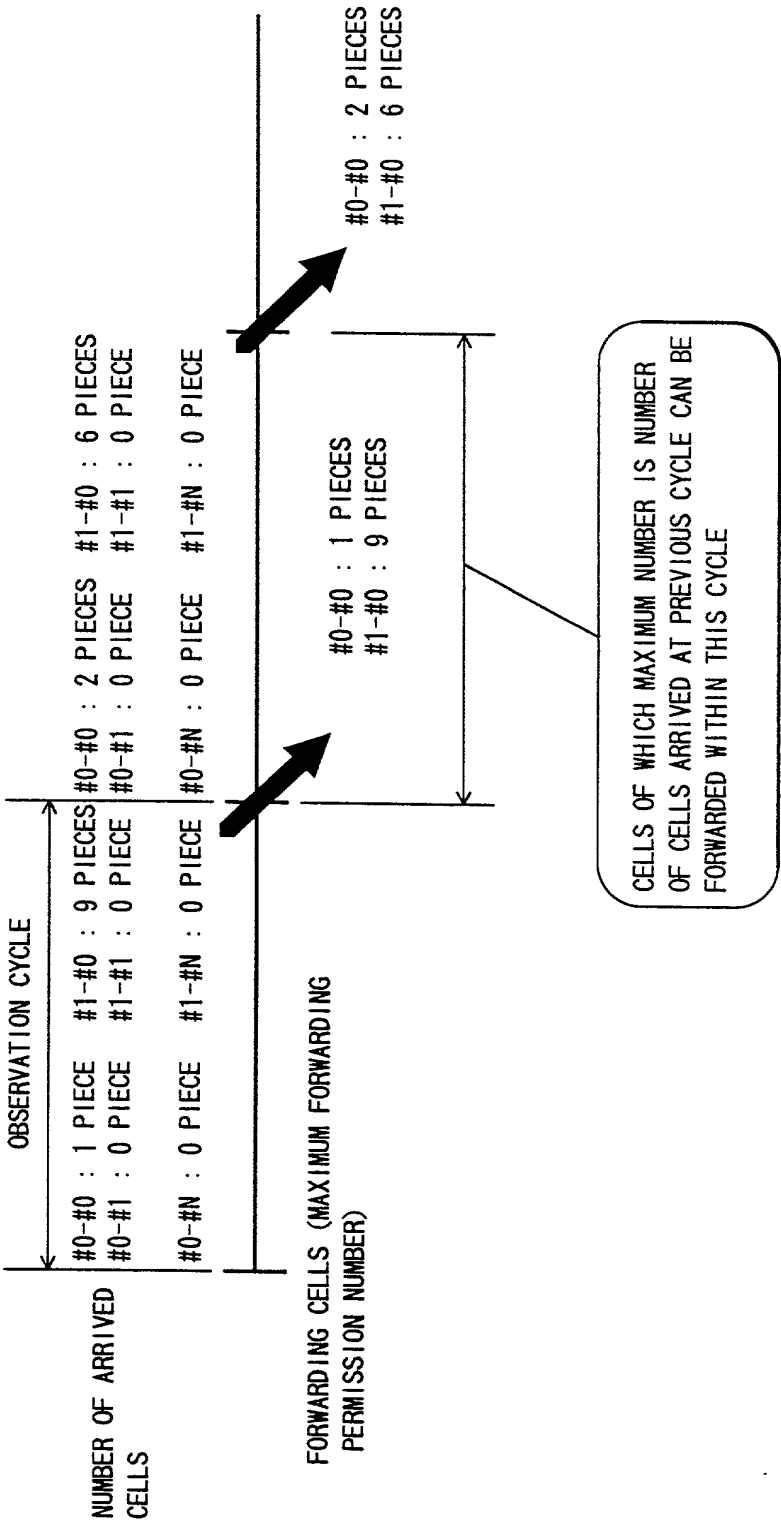 OBSERVATION CYCLE
NUMBER OF ARRIVED
CELLS
#0-#0 : 1 PIECE #1-#0 : 9 PIECES #0-#0 : 2 PIECES #1-#0 : 6 PIECES
#0-#1 : 0 PIECE #1-#1 : 0 PIECE #0-#1 : 0 PIECE #1-#1 : 0 PIECE
#0-#N : 0 PIECE #1-#N : 0 PIECE #0-#N : 0 PIECE #1-#N : 0 PIECE
FORWARDING CELLS (MAXIMUM FORWARDING
PERMISSION NUMBER)
#0-#0 : 1 PIECES
#1-#0 : 9 PIECES
#0-#0 : 2 PIECES
#1-#0 : 6 PIECES
CELLS OF WHICH MAXIMUM NUMBER IS NUMBER
OF CELLS ARRIVED AT PREVIOUS CYCLE CAN BE
FORWARDED WITHIN THIS CYCLE